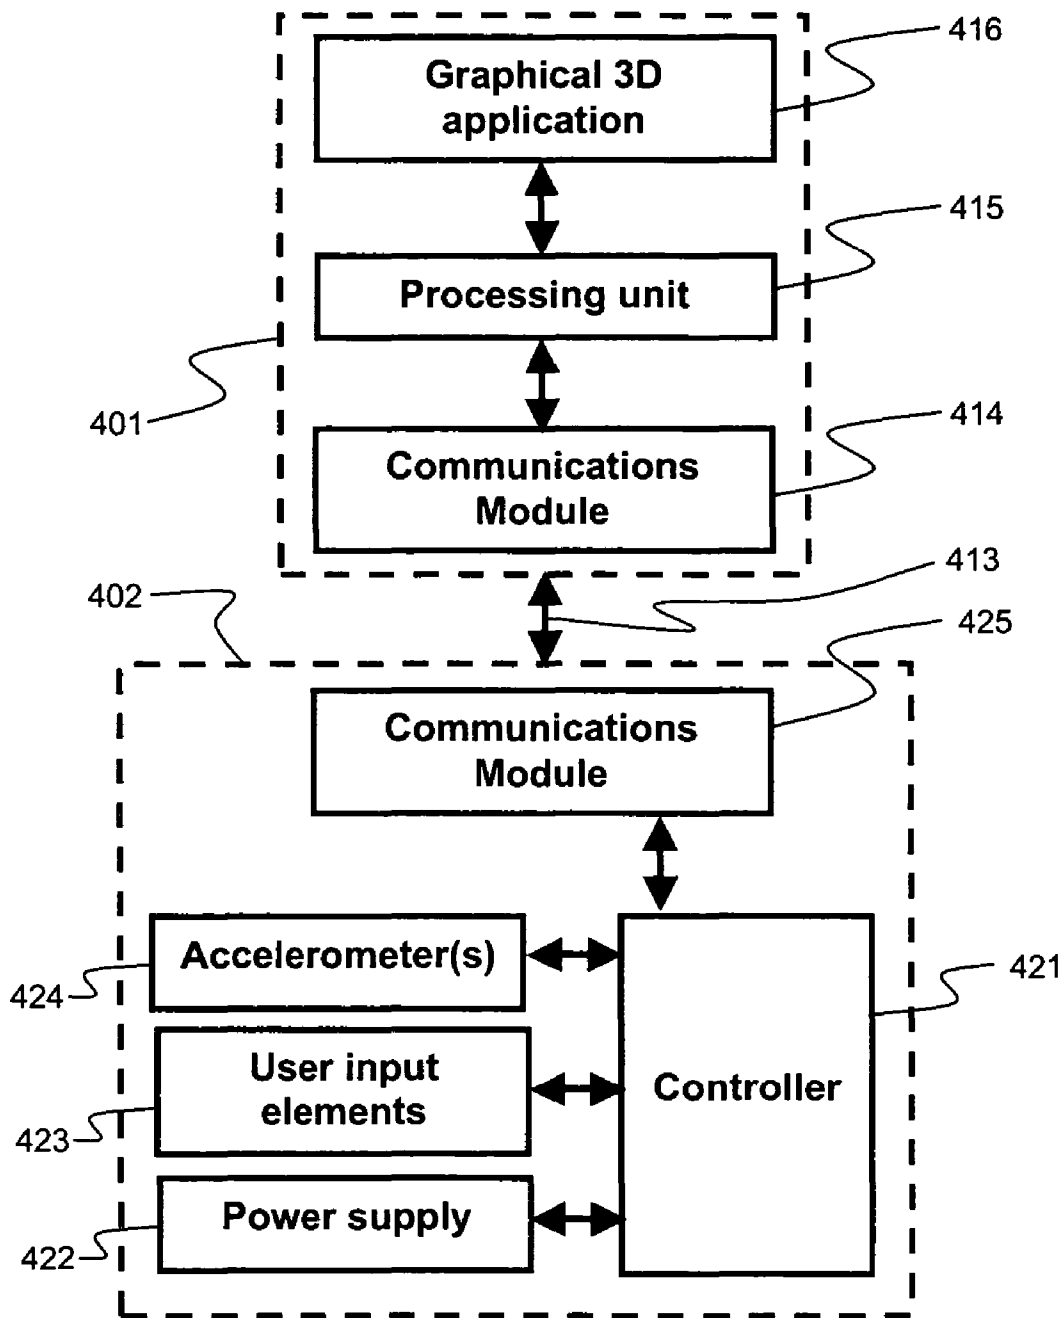 416
Graphical 3D
application
415
Processing unit
401
414
Communications
Module
413
402
425
Communications
Module
Accelerometer(s)
424
421
User input
elements
Controller
423
Power supply
422